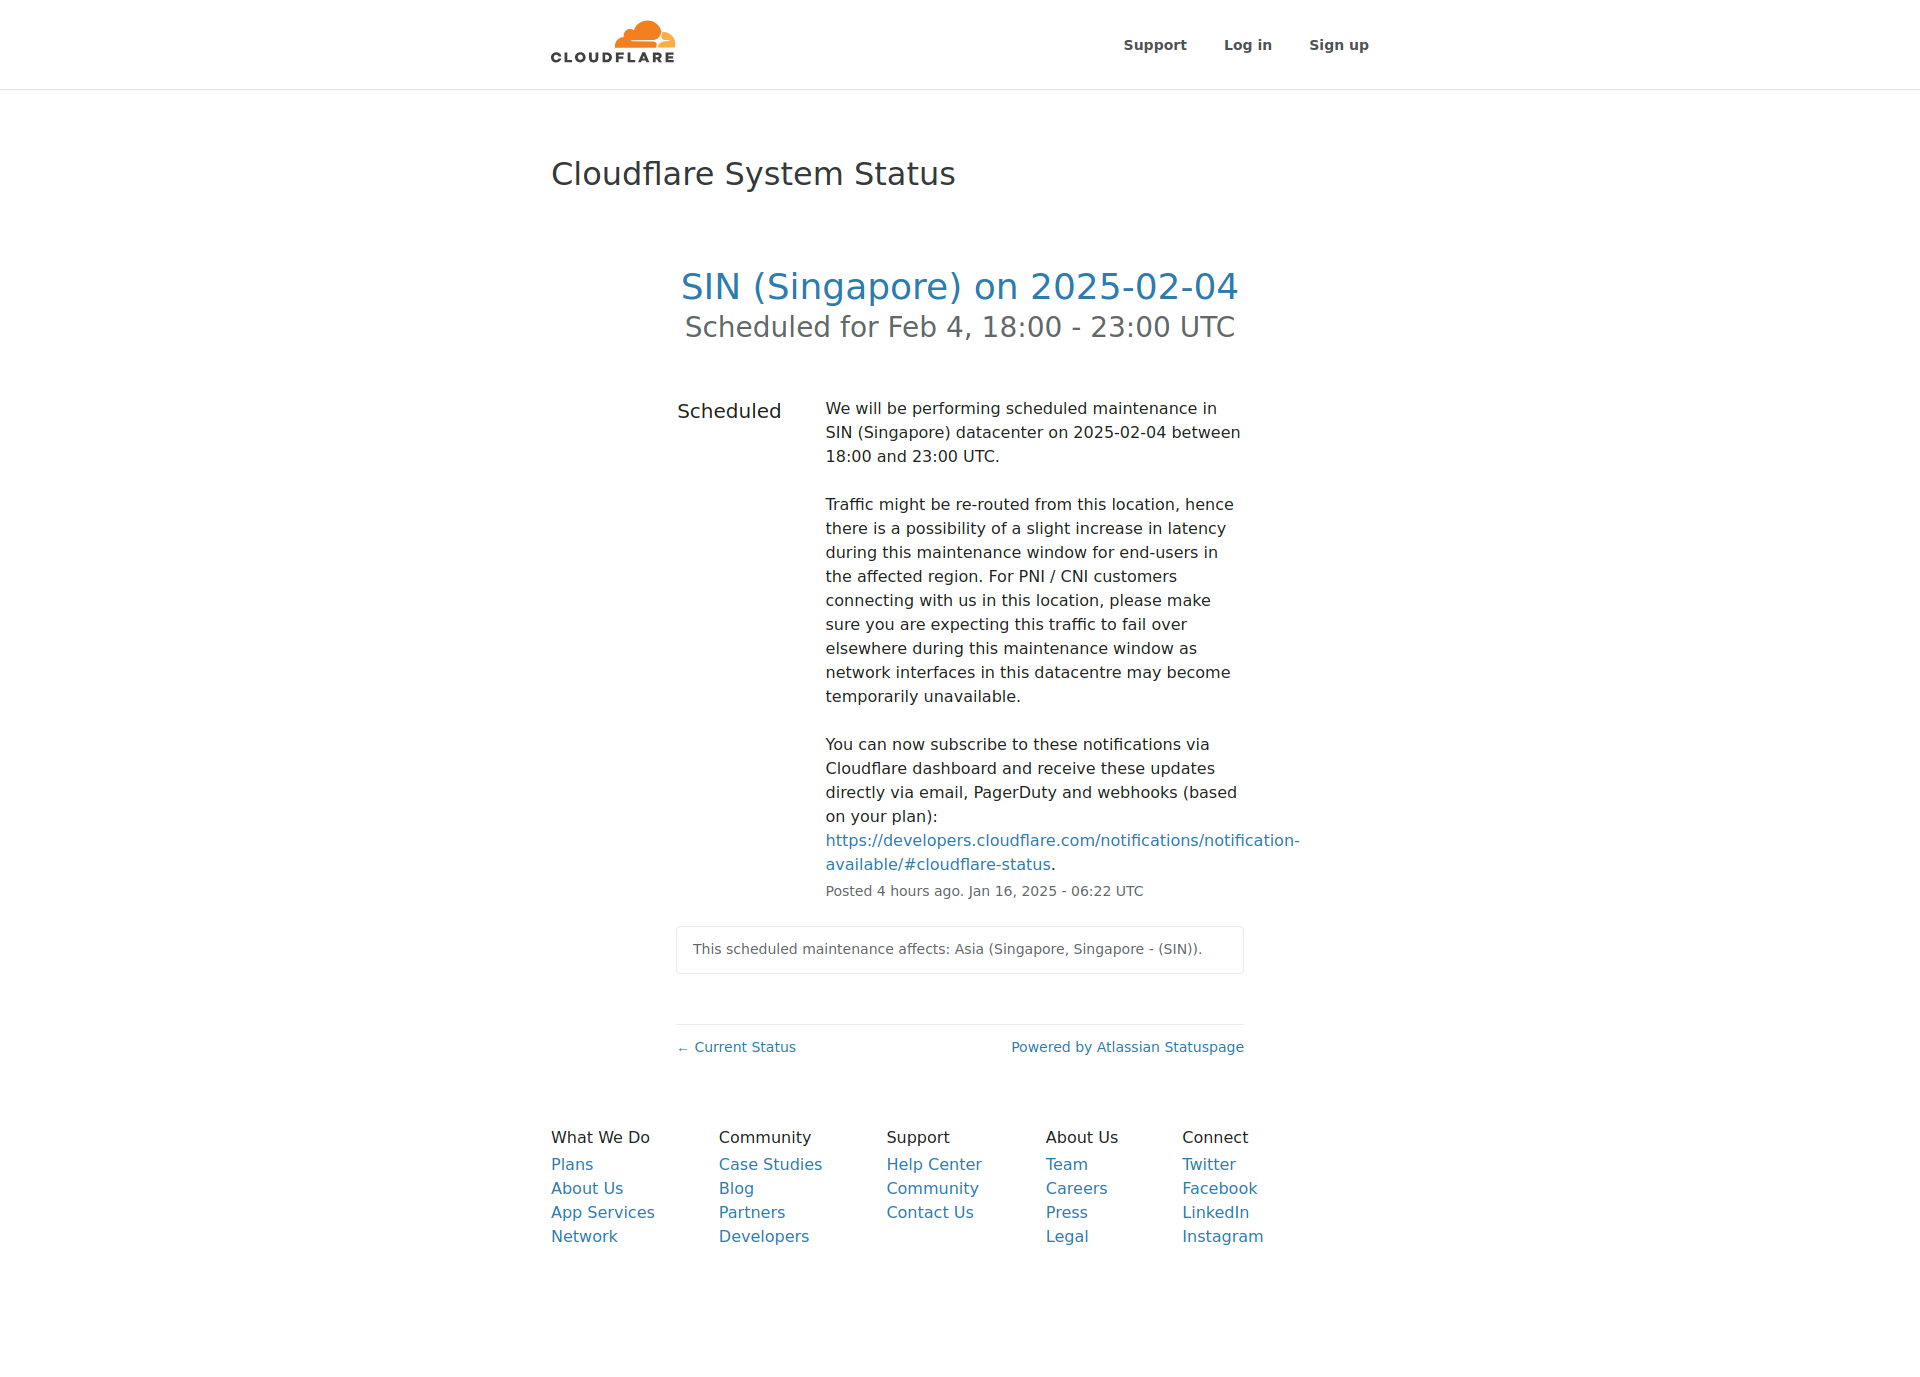 CLOUDFLARE
Support Log in Sign up
Cloudflare System Status
SIN (Singapore) on 2025-02-04
Scheduled for Feb 4, 18:00 - 23:00 UTC
Scheduled
We will be performing scheduled maintenance in
SIN (Singapore) datacenter on 2025-02-04 between
18:00 and 23:00 UTC.
Traffic might be re-routed from this location, hence
there is a possibility of a slight increase in latency
during this maintenance window for end-users in
the affected region. For PNI / CNI customers
connecting with us in this location, please make
sure you are expecting this traffic to fail over
elsewhere during this maintenance window as
network interfaces in this datacentre may become
temporarily unavailable.
You can now subscribe to these notifications via
Cloudflare dashboard and receive these updates
directly via email, PagerDuty and webhooks (based
on your plan):
https://developers.cloudflare.com/notifications/notification-
available/#cloudflare-status.
Posted 4 hours ago. Jan 16, 2025 - 06:22 UTC
This scheduled maintenance affects: Asia (Singapore, Singapore - (SIN)).
← Current Status
Powered by Atlassian Statuspage
What We Do
Plans
About Us
App Services
Network
Community
Case Studies
Blog
Partners
Developers
Support
Help Center
Community
Contact Us
About Us
Team
Careers
Press
Legal
Connect
Twitter
Facebook
LinkedIn
Instagram